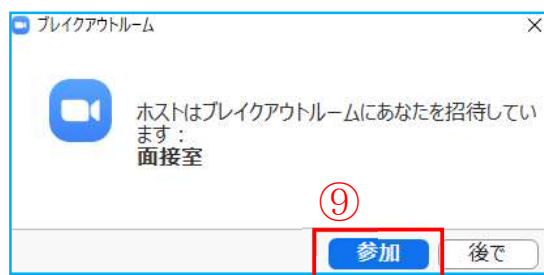 ブレイクアウトルーム
ホストはブレイクアウトルームにあなたを招待してい
ます：
面接室
⑨
参加 後で